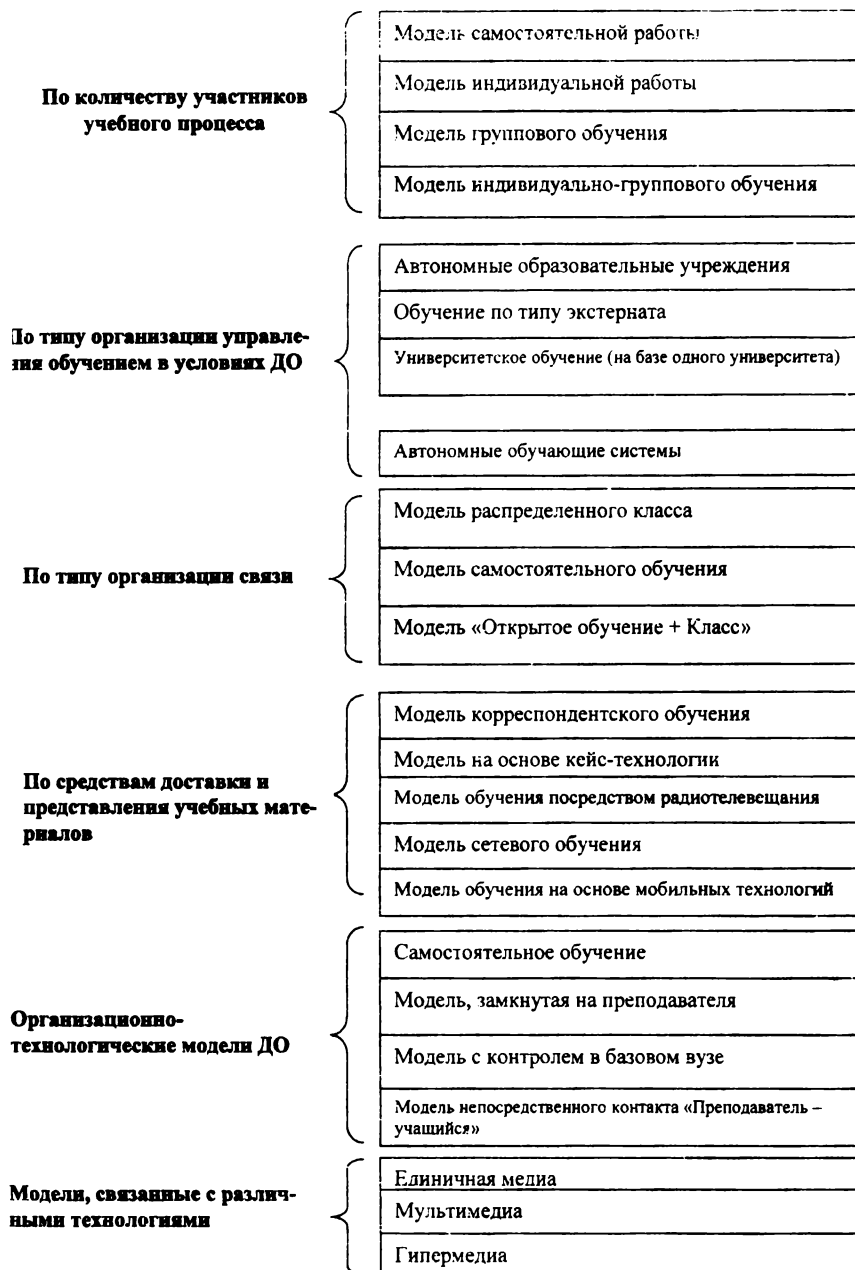 По количеству участников
учебного процесса
Модель самостоятельной работы
Модель индивидуальной работы
Модель группового обучения
Модель индивидуально-группового обучения
По типу организации управле-
ния обучением в условиях ДО
Автономные образовательные учреждения
Обучение по типу экстерната
Университетское обучение (на базе одного университета)
Автономные обучающие системы
По типу организации связи
Модель распределенного класса
Модель самостоятельного обучения
Модель «Открытое обучение + Класс»
По средствам доставки и
представления учебных мате-
риалов
Модель корреспондентского обучения
Модель на основе кейс-технологии
Модель обучения посредством радиотелевещания
Модель сетевого обучения
Модель обучения на основе мобильных технологий
Организационно-
технологические модели ДО
Самостоятельное обучение
Модель, замкнутая на преподавателя
Модель с контролем в базовом вузе
Модель непосредственного контакта «Преподаватель –
учащийся»
Модели, связанные с различ-
ными технологиями
Единичная медиа
Мультимедиа
Гипермедиа